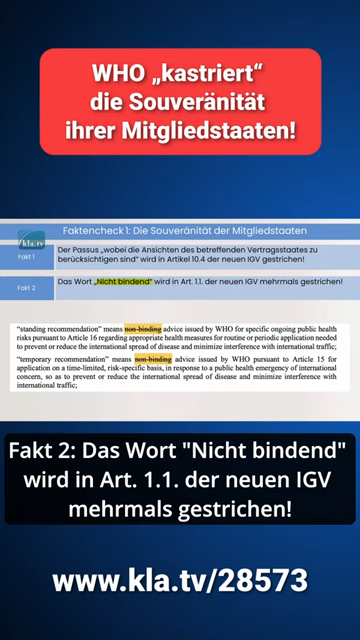 WHO „kastriert“
die Souveränität
ihrer Mitgliedstaaten!
Faktencheck 1: Die Souveränität der Mitgliedstaaten
kla.tv
Fakt 1
Der Passus „wobei die Ansichten des betreffenden Vertragsstaates zu
berücksichtigen sind“ wird in Artikel 10.4 der neuen IGV gestrichen!
Fakt 2
Das Wort „Nicht bindend“ wird in Art. 1.1. der neuen IGV mehrmals gestrichen!
“standing recommendation” means non-binding advice issued by WHO for specific ongoing public health
risks pursuant to Article 16 regarding appropriate health measures for routine or periodic application needed
to prevent or reduce the international spread of disease and minimize interference with international traffic;
“temporary recommendation” means non-binding advice issued by WHO pursuant to Article 15 for
application on a time-limited, risk-specific basis, in response to a public health emergency of international
concern, so as to prevent or reduce the international spread of disease and minimize interference with
international traffic;
Fakt 2: Das Wort "Nicht bindend"
wird in Art. 1.1. der neuen IGV
mehrmals gestrichen!
www.kla.tv/28573